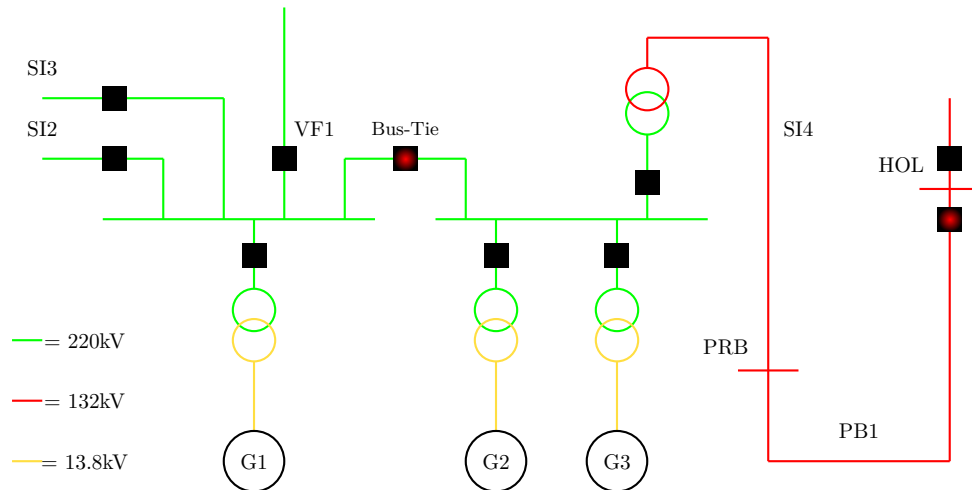 SI3
SI2
VF1
Bus-Tie
SI4
HOL
PRB
PB1
= 220kV
= 132kV
= 13.8kV
G1
G2
G3